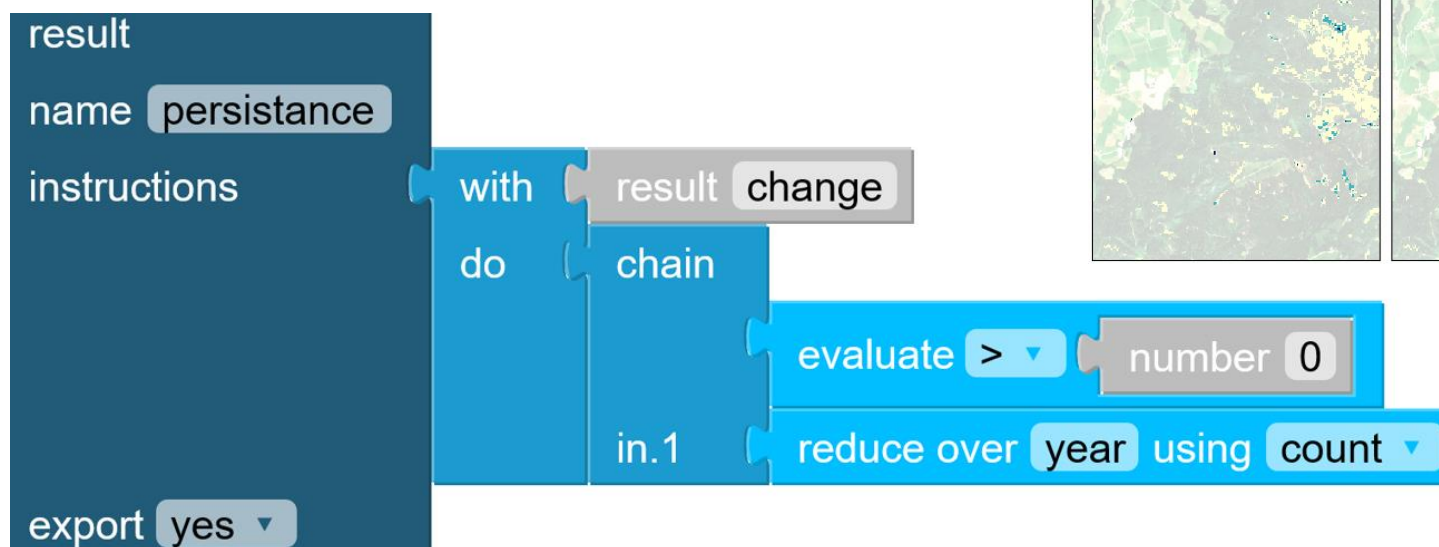 result
name persistance
instructions with result change
do chain
evaluate > number 0
in.1 reduce over year using count
export yes